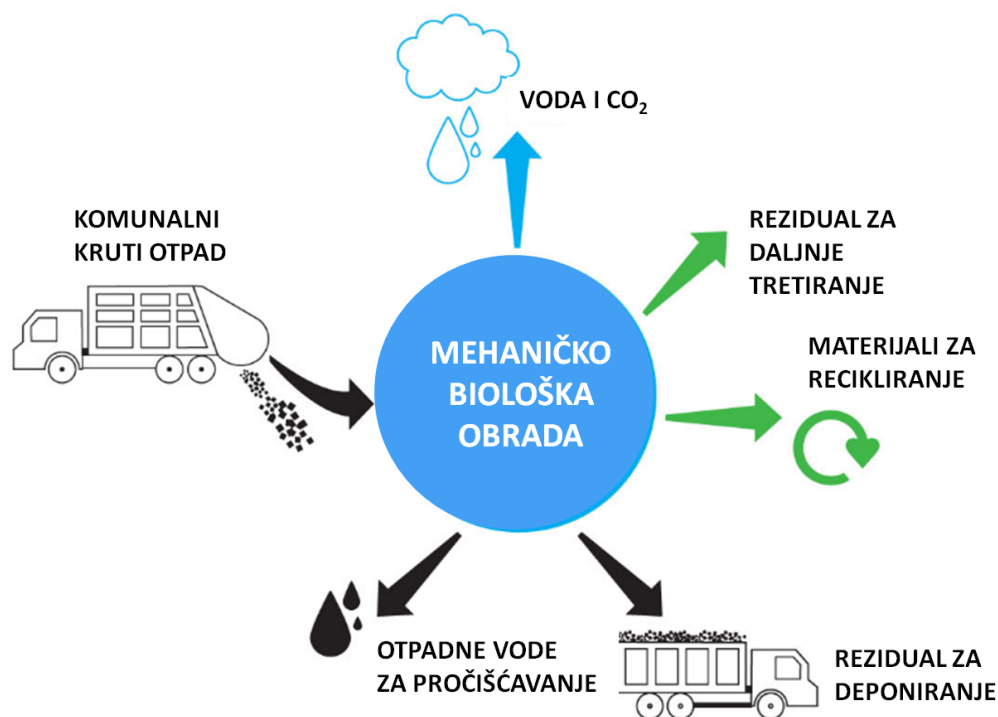 VODA I CO₂
KOMUNALNI
KRUTI OTPAD
REZIDUAL ZA
DALJNJE
TRETIRANJE
MEHANIČKO
BIOLOŠKA
OBRADA
MATERIJALI ZA
RECIKLIRANJE
OTPADNE VODE
ZA PROČIŠĆAVANJE
REZIDUAL ZA
DEPONIRANJE